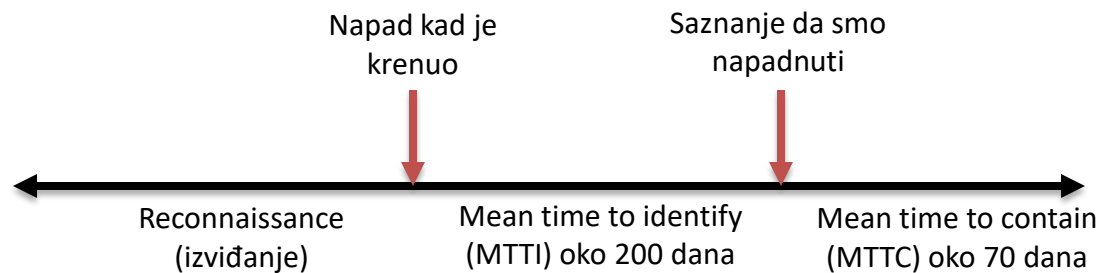 Napad kad je
krenuo
Saznanje da smo
napadnuti
Reconnaissance
(izviđanje)
Mean time to identify
(MTTI) oko 200 dana
Mean time to contain
(MTTC) oko 70 dana